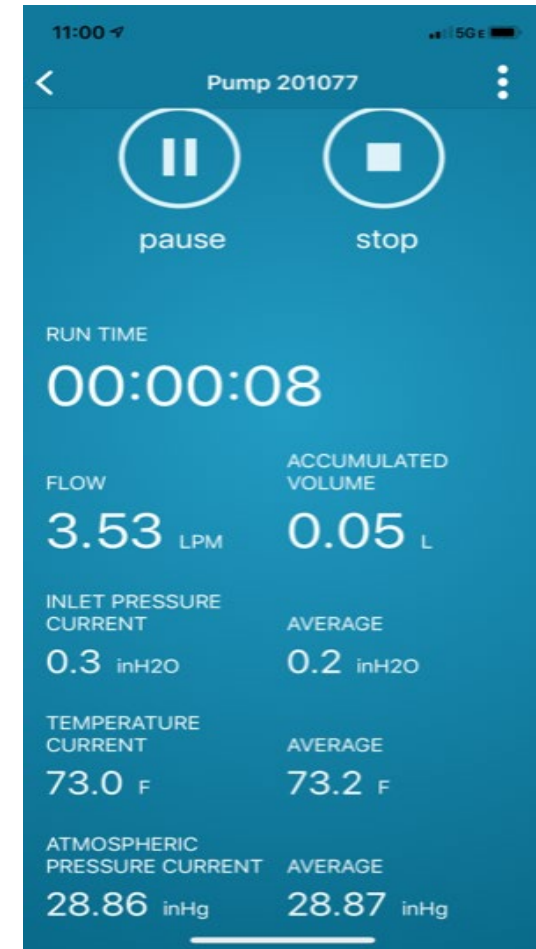 11:00
5G E
Pump 201077
pause stop
RUN TIME
00:00:08
FLOW
ACCUMULATED
VOLUME
3.53 LPM
0.05 L
INLET PRESSURE
CURRENT
AVERAGE
0.3 inH2O
0.2 inH2O
TEMPERATURE
CURRENT
AVERAGE
73.0 F
73.2 F
ATMOSPHERIC
PRESSURE CURRENT
AVERAGE
28.86 inHg
28.87 inHg